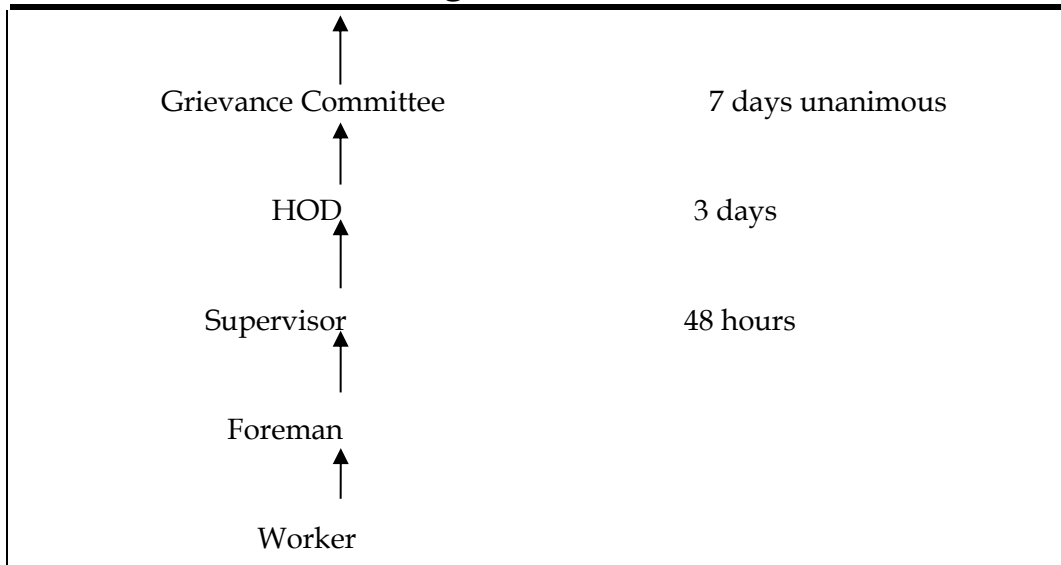 Grievance Committee 7 days unanimous
HOD 3 days
Supervisor 48 hours
Foreman
Worker